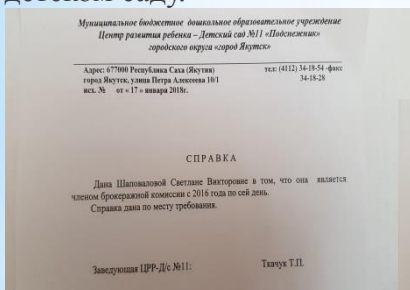 детском саду.
Муниципальное бюджетное дошкольное образовательное учреждение
Центр развития ребенка – Детский сад №11 «Подснежник»
городского округа «город Якутск»
Адрес: 677000 Республика Саха (Якутия)
город Якутск, улица Петра Алексеева 10/1
исх. № от « 17 » января 2018г.
тел: (4112) 34-18-54 -факс
34-18-28
СПРАВКА
Дана Шаповаловой Светлане Викторовне в том, что она является
членом брокеражной комиссии с 2016 года по сей день.
Справка дана по месту требования.
Заведующая ЦРР-Д/с №11: Ткачук Т.П.